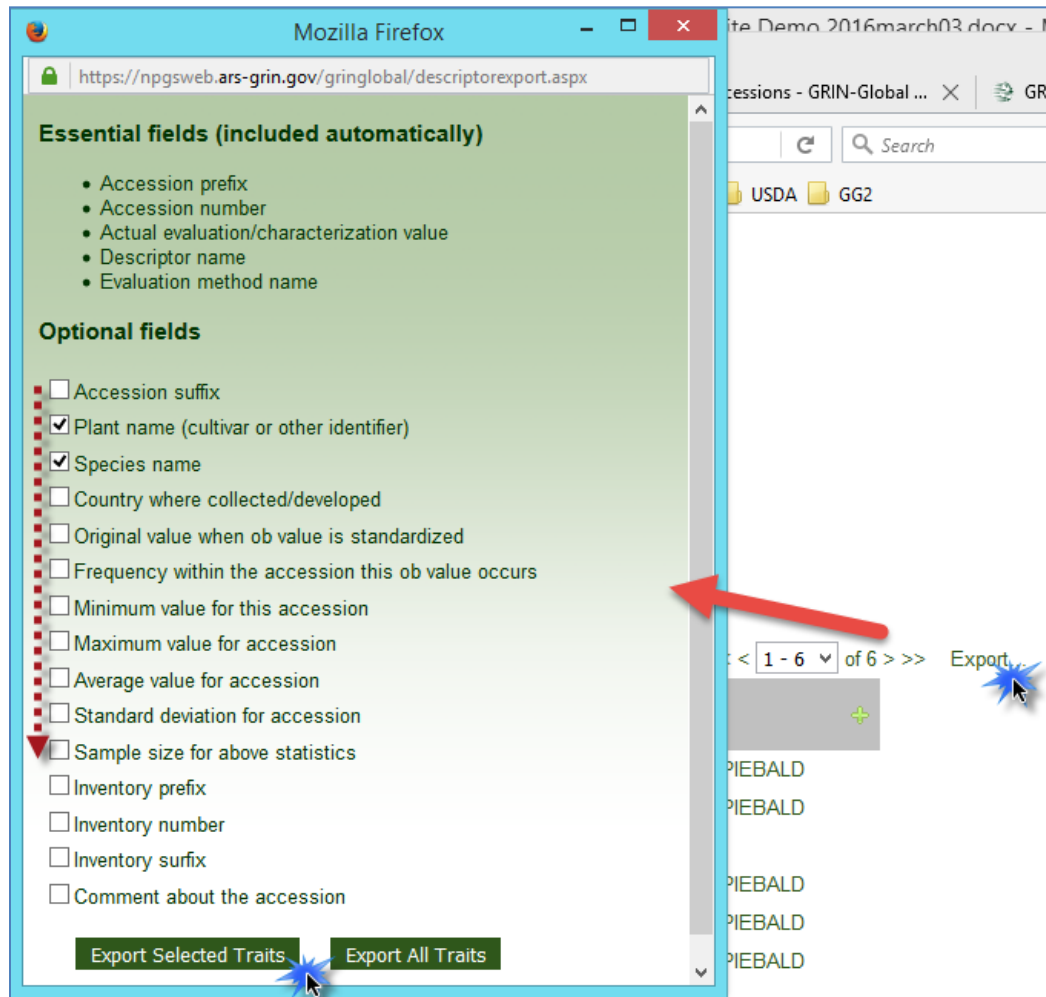 Mozilla Firefox
https://npgsweb.ars-grin.gov/gringlobal/descriptorexport.aspx
Essential fields (included automatically)
• Accession prefix
• Accession number
• Actual evaluation/characterization value
• Descriptor name
• Evaluation method name
Optional fields
Accession suffix
Plant name (cultivar or other identifier)
Species name
Country where collected/developed
Original value when ob value is standardized
Frequency within the accession this ob value occurs
Minimum value for this accession
Maximum value for accession
Average value for accession
Standard deviation for accession
Sample size for above statistics
Inventory prefix
Inventory number
Inventory surfix
Comment about the accession
Export Selected Traits
Export All Traits
ite Demo 2016march03.docx -
cessions - GRIN-Global ...
GR
Search
USDA
GG2
< 1 - 6 of 6 > >> Export...
PIEBALD
PIEBALD
PIEBALD
PIEBALD
PIEBALD